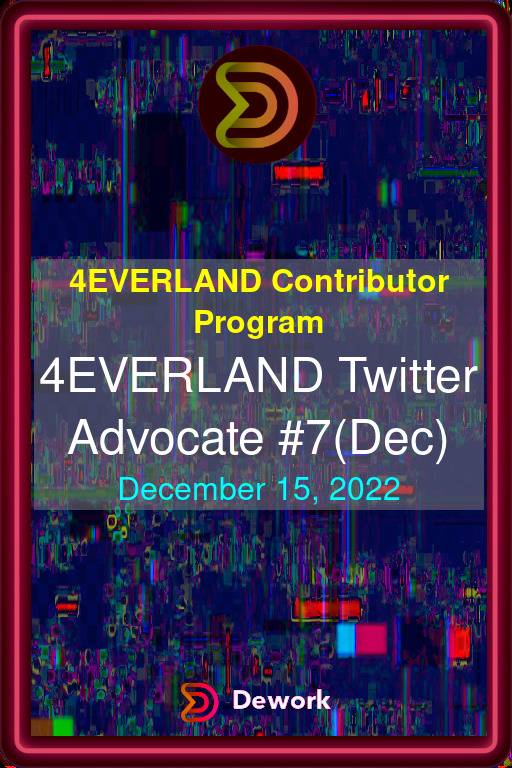 4EVERLAND Contributor
Program
4EVERLAND Twitter
Advocate #7(Dec)
December 15, 2022
Dework